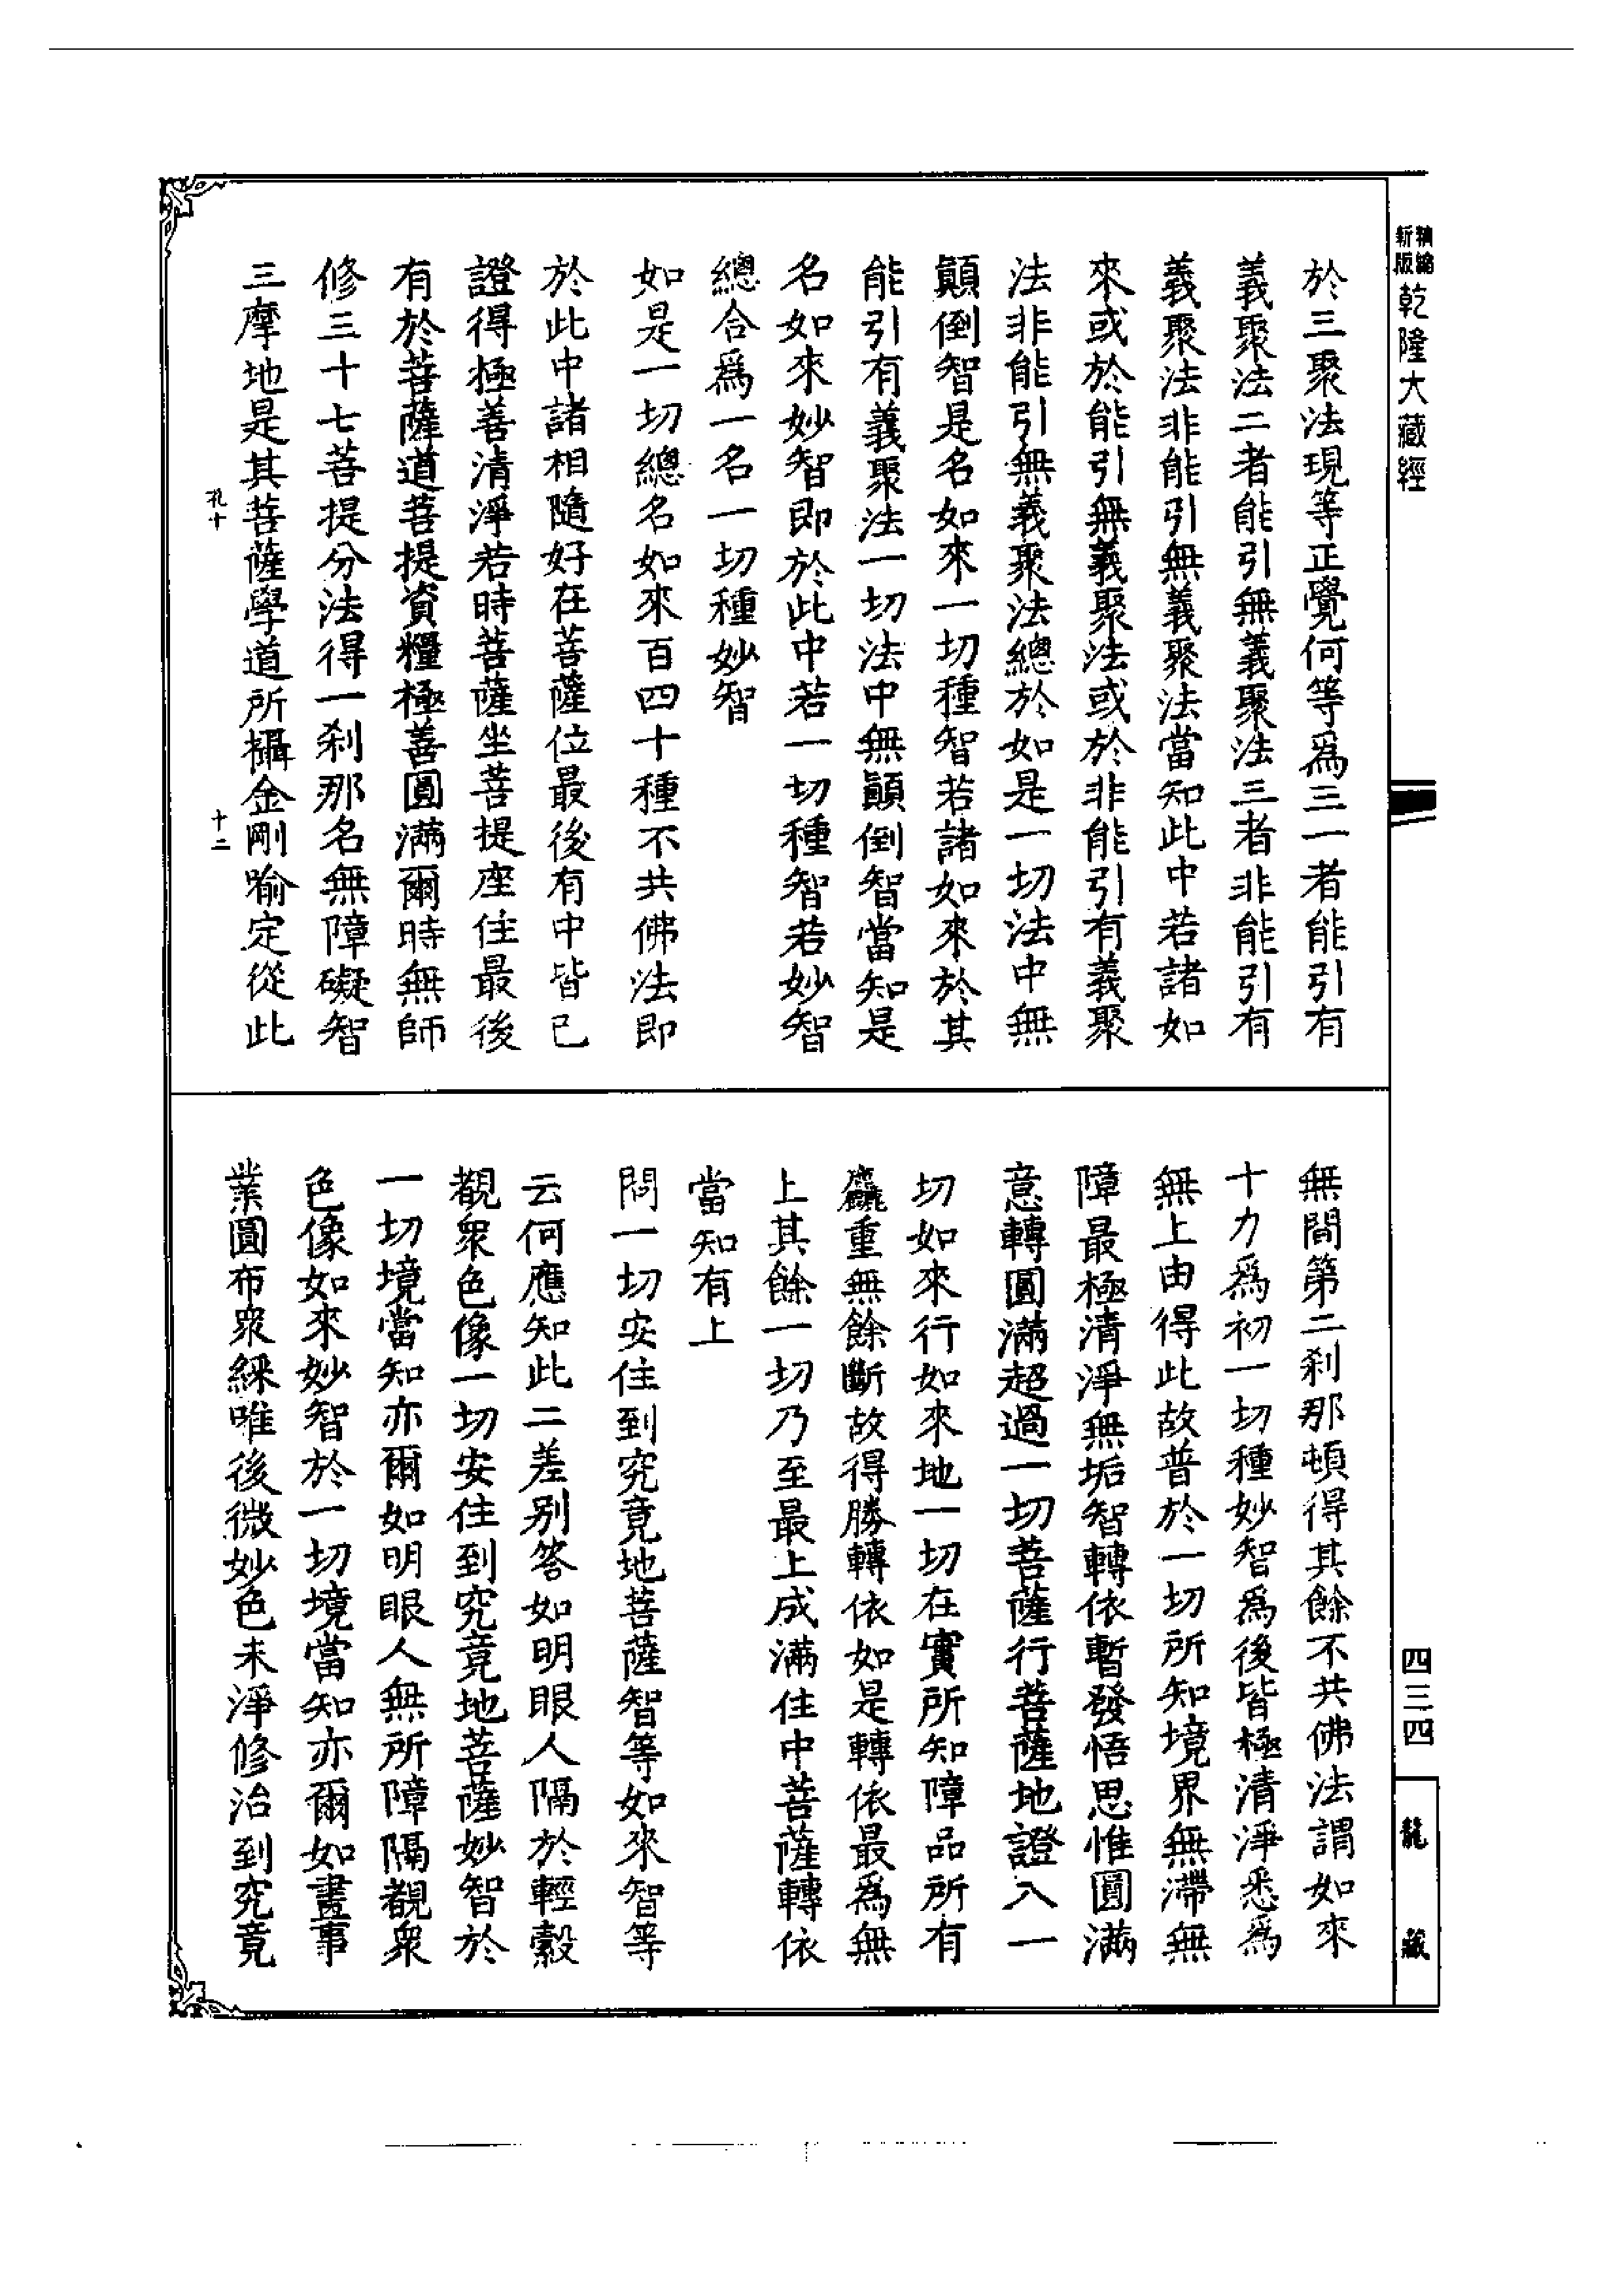 精縮新版乾隆大藏經
於三聚法現等正覺何等爲三一者能引有
義聚法二者能引無義聚法三者非能引有
義聚法非能引無義聚法當知此中若諸如
來或於能引無義聚法或於非能引有義聚
法非能引無義聚法總於如是一切法中無
顚倒智是名如來一切種智若諸如來於其
能引有義聚法一切法中無顚倒智當知是
名如來妙智即於此中若一切種智若妙智
總合爲一名一切種妙智
如是一切總名如來百四十種不共佛法即
於此中諸相隨好在菩薩位最後有中皆已
證得極善清淨若時菩薩坐菩提座住最後
有於菩薩道菩提資糧極善圓滿爾時無師
修三十七菩提分法得一刹那名無障礙智
三摩地是其菩薩學道所攝金剛喻定從此
孔十
十二
無間第二刹那頓得其餘不共佛法謂如來
十力爲初一切種妙智爲後皆極清淨悉爲
無上由得此故普於一切所知境界無滯無
障最極清淨無垢智轉依暫發悟思惟圓滿
意轉圓滿超過一切菩薩行菩薩地證入一
切如來行如來地一切在實所知障品所有
麤重無餘斷故得勝轉依如是轉依最爲無
上其餘一切乃至最上成滿住中菩薩轉依
當知有上
問一切安住到究竟地菩薩智等如來智等
云何應知此二差別答如明眼人隔於輕縠
覩衆色像一切安住到究竟地菩薩妙智於
一切境當知亦爾如明眼人無所障隔覩衆
色像如來妙智於一切境當知亦爾如畫事
業圓布衆綵唯後微妙色未淨修治到究竟
四三四
龍藏